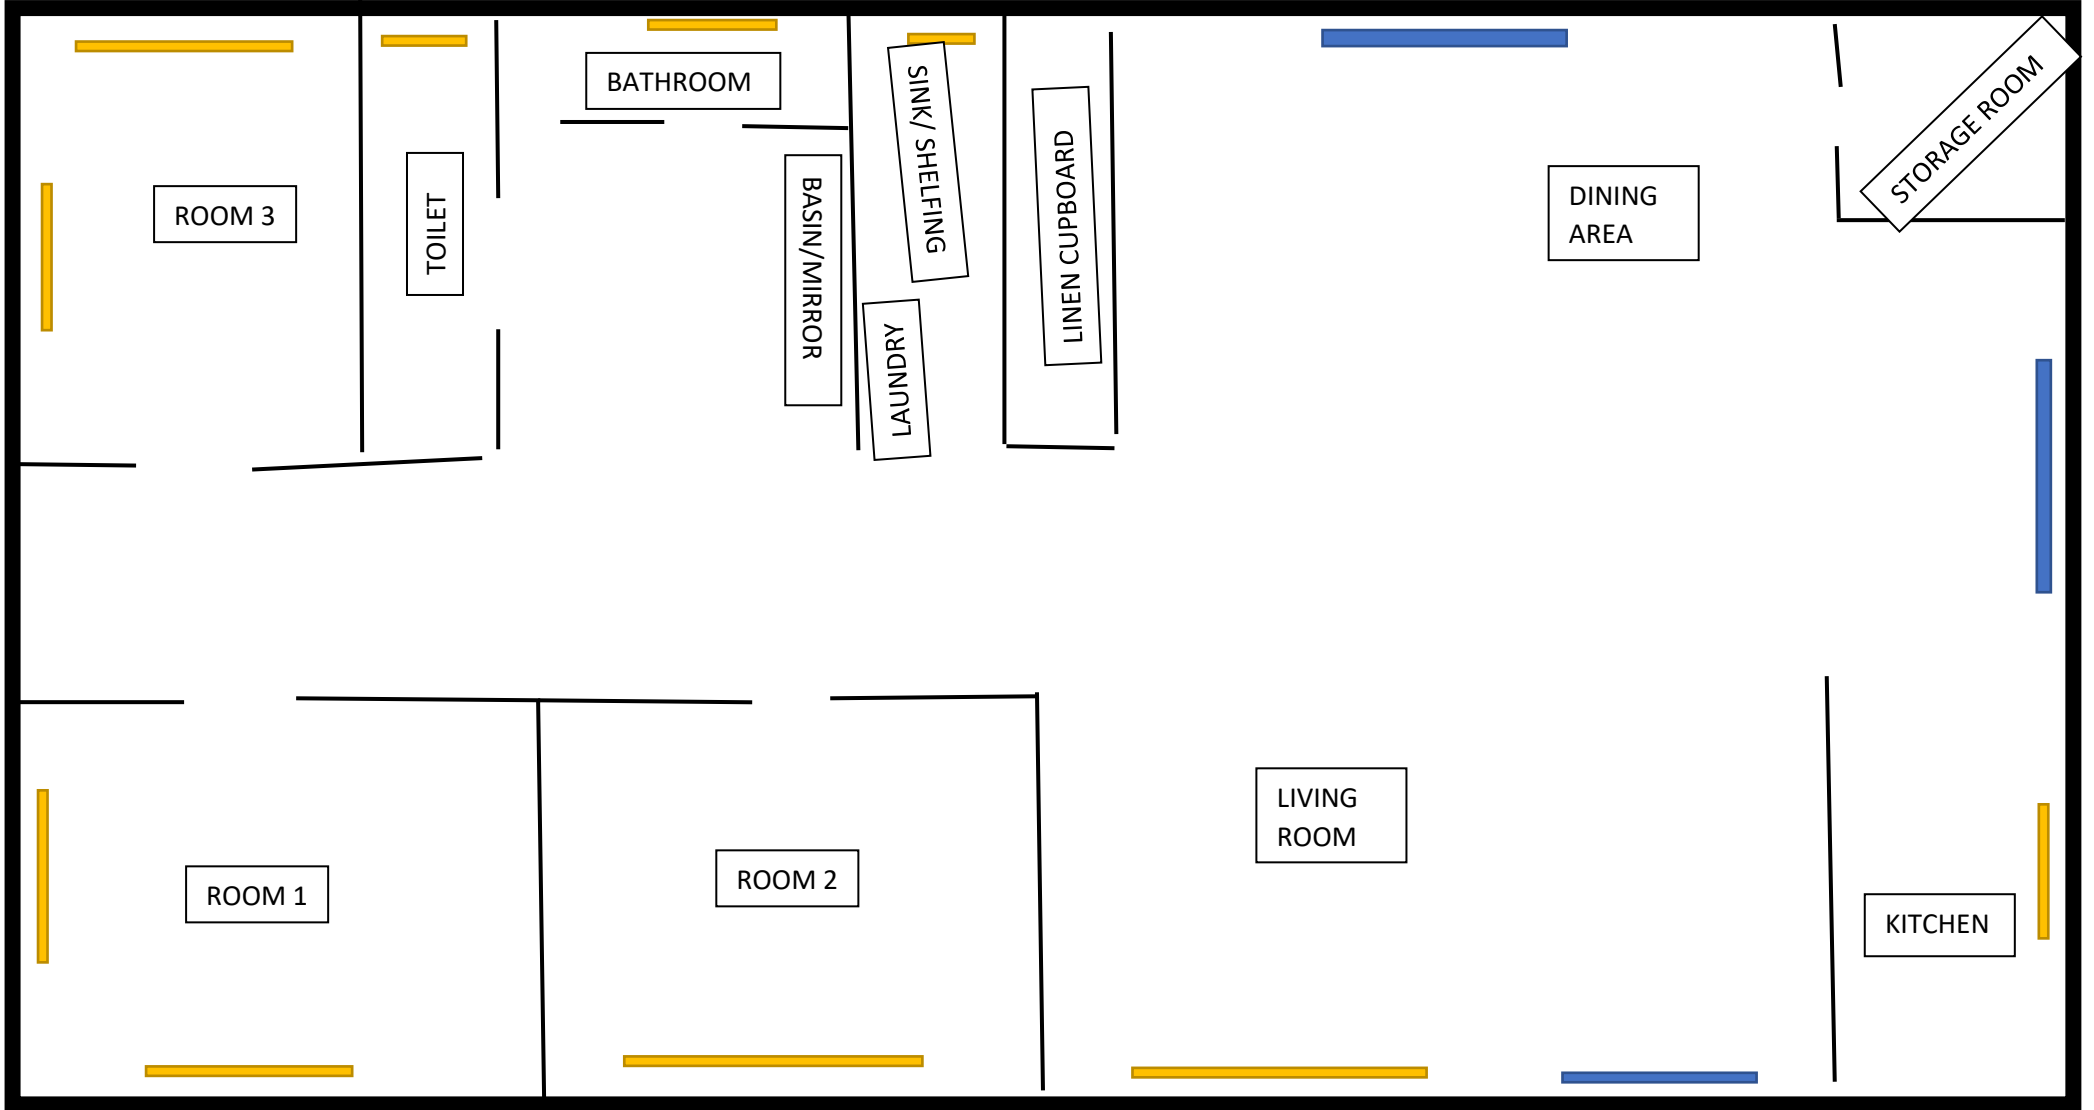 BATHROOM
ROOM 3
TOILET
BASIN/MIRROR
SINK/ SHELFING
LAUNDRY
LINEN CUPBOARD
DINING
AREA
STORAGE ROOM
ROOM 1
ROOM 2
LIVING
ROOM
KITCHEN